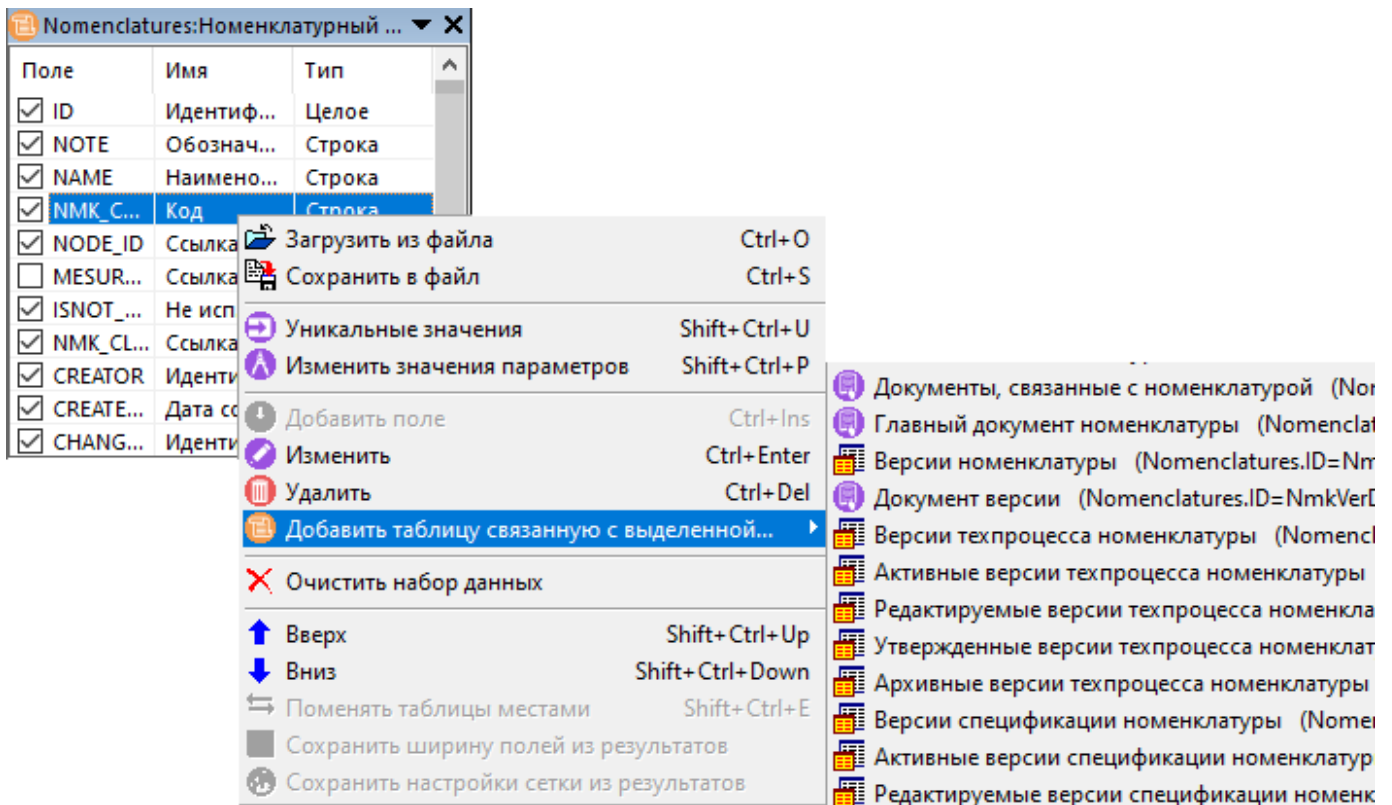 Nomenclatures:Номенклатурный ...
Поле Имя Тип
ID Идентиф... Целое
NOTE Обознач... Строка
NAME Наимено... Строка
NMK_C... Код Строка
NODE_ID Ссылка
MESUR... Ссылка
ISNOT_... Не исп
NMK_CL... Ссылка
CREATOR Иденти
CREATE... Дата со
CHANG... Иденти
Загрузить из файла Ctrl+O
Сохранить в файл Ctrl+S
Уникальные значения Shift+Ctrl+U
Изменить значения параметров Shift+Ctrl+P
Добавить поле Ctrl+Ins
Изменить Ctrl+Enter
Удалить Ctrl+Del
Добавить таблицу связанную с выделенной...
Очистить набор данных
Вверх Shift+Ctrl+Up
Вниз Shift+Ctrl+Down
Поменять таблицы местами Shift+Ctrl+E
Сохранить ширину полей из результатов
Сохранить настройки сетки из результатов
Документы, связанные с номенклатурой (Nor
Главный документ номенклатуры (Nomenclat
Версии номенклатуры (Nomenclatures.ID=Nm
Документ версии (Nomenclatures.ID=NmkVerD
Версии техпроцесса номенклатуры (Nomencl
Активные версии техпроцесса номенклатуры
Редактируемые версии техпроцесса номенкла
Утвержденные версии техпроцесса номенклат
Архивные версии техпроцесса номенклатуры
Версии спецификации номенклатуры (Nomen
Активные версии спецификации номенклатур
Редактируемые версии спецификации номенк